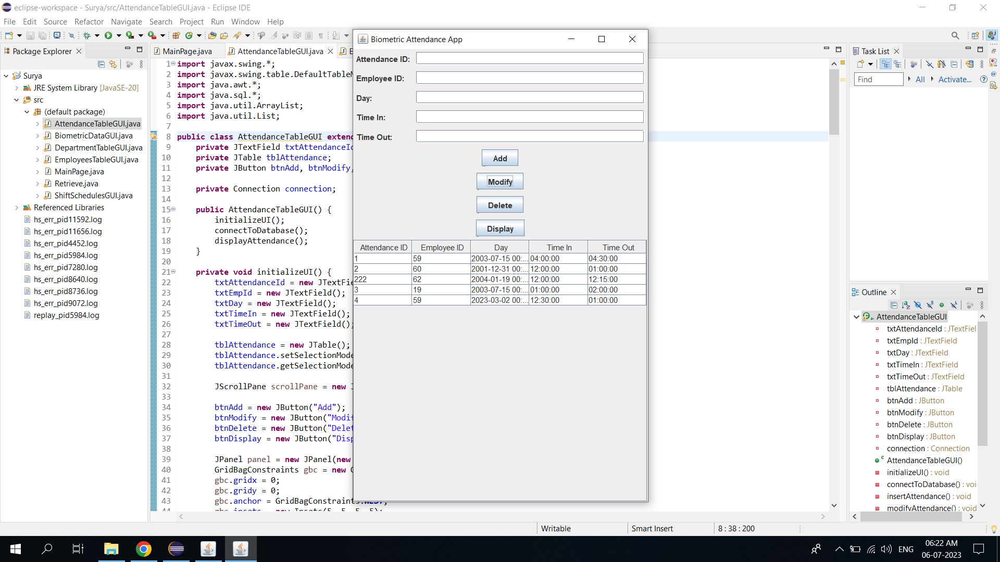 eclipse-workspace - Surya/src/AttendanceTableGUI.java - Eclipse IDE
File Edit Source Refactor Navigate Search Project Run Window Help
Package Explorer
Surya
JRE System Library [JavaSE-20]
src
(default package)
AttendanceTableGUI.java
BiometricDataGUI.java
DepartmentTableGUI.java
EmployeesTableGUI.java
MainPage.java
Retrieve.java
ShiftSchedulesGUI.java
Referenced Libraries
hs_err_pid11592.log
hs_err_pid11656.log
hs_err_pid4452.log
hs_err_pid5984.log
hs_err_pid7280.log
hs_err_pid8640.log
hs_err_pid8736.log
hs_err_pid9072.log
replay_pid5984.log
MainPage.java AttendanceTableGUI.java
1 import javax.swing.*;
2 import javax.swing.table.DefaultTable
3 import java.awt.*;
4 import java.sql.*;
5 import java.util.ArrayList;
6 import java.util.List;
7
8 public class AttendanceTableGUI extend
9 private JTextField txtAttendanceId
10 private JTable tblAttendance;
11 private JButton btnAdd, btnModify,
12
13 private Connection connection;
14
15 public AttendanceTableGUI() {
16 initializeUI();
17 connectToDatabase();
18 displayAttendance();
19 }
20
21 private void initializeUI() {
22 txtAttendanceId = new JTextFie
23 txtEmpId = new JTextField();
24 txtDay = new JTextField();
25 txtTimeIn = new JTextField();
26 txtTimeOut = new JTextField();
27
28 tblAttendance = new JTable();
29 tblAttendance.setSelectionMode
30 tblAttendance.getSelectionMode
31
32 JScrollPane scrollPane = new J
33
34 btnAdd = new JButton("Add");
35 btnModify = new JButton("Modif
36 btnDelete = new JButton("Delet
37 btnDisplay = new JButton("Disp
38
39 JPanel panel = new JPanel(new
40 GridBagConstraints gbc = new G
41 gbc.gridx = 0;
42 gbc.gridy = 0;
43 gbc.anchor = GridBagConstraints.WEST;
44 gbc.insets = new Insets(5, 5, 5, 5);
Biometric Attendance App
Attendance ID:
Employee ID:
Day:
Time In:
Time Out:
Add
Modify
Delete
Display
Attendance ID Employee ID Day Time In Time Out
1 59 2003-07-15 00:... 04:00:00 04:30:00
2 60 2001-12-31 00:... 12:00:00 01:00:00
222 62 2004-01-19 00:... 12:00:00 12:15:00
3 19 2003-07-15 00:... 01:00:00 02:00:00
4 59 2023-03-02 00:... 12:30:00 01:00:00
Task List
Find All Activate...
Outline
AttendanceTableGUI
txtAttendanceId : JTextFiel
txtEmpId : JTextField
txtDay : JTextField
txtTimeIn : JTextField
txtTimeOut : JTextField
tblAttendance : JTable
btnAdd : JButton
btnModify : JButton
btnDelete : JButton
btnDisplay : JButton
connection : Connection
AttendanceTableGUI()
initializeUI() : void
connectToDatabase() : voi
insertAttendance() : void
modifyAttendance() : void
Writable Smart Insert 8 : 38 : 200
ENG 06:22 AM
06-07-2023